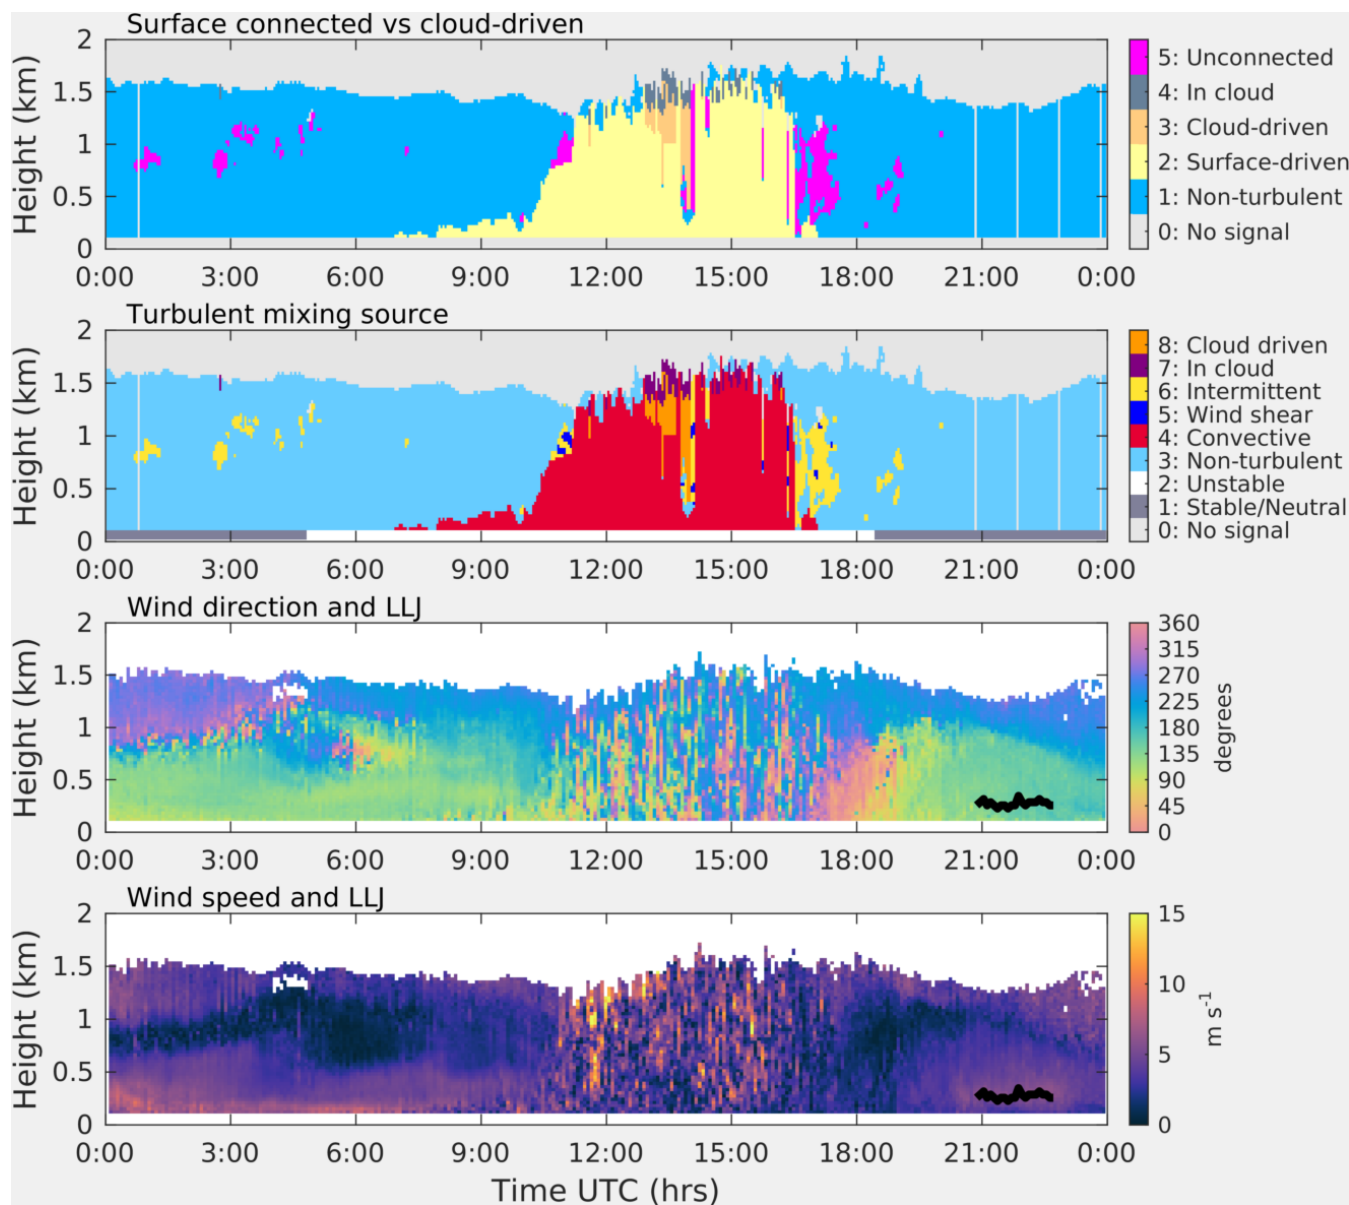 Surface connected vs cloud-driven
2
1.5
1
0.5
0
Height (km)
0:00 3:00 6:00 9:00 12:00 15:00 18:00 21:00 0:00
5: Unconnected
4: In cloud
3: Cloud-driven
2: Surface-driven
1: Non-turbulent
0: No signal
Turbulent mixing source
2
1.5
1
0.5
0
Height (km)
0:00 3:00 6:00 9:00 12:00 15:00 18:00 21:00 0:00
8: Cloud driven
7: In cloud
6: Intermittent
5: Wind shear
4: Convective
3: Non-turbulent
2: Unstable
1: Stable/Neutral
0: No signal
Wind direction and LLJ
2
1.5
1
0.5
0
Height (km)
0:00 3:00 6:00 9:00 12:00 15:00 18:00 21:00 0:00
360
315
270
225
180
135
90
45
0
degrees
Wind speed and LLJ
2
1.5
1
0.5
0
Height (km)
0:00 3:00 6:00 9:00 12:00 15:00 18:00 21:00 0:00
15
10
5
0
m s⁻¹
Time UTC (hrs)